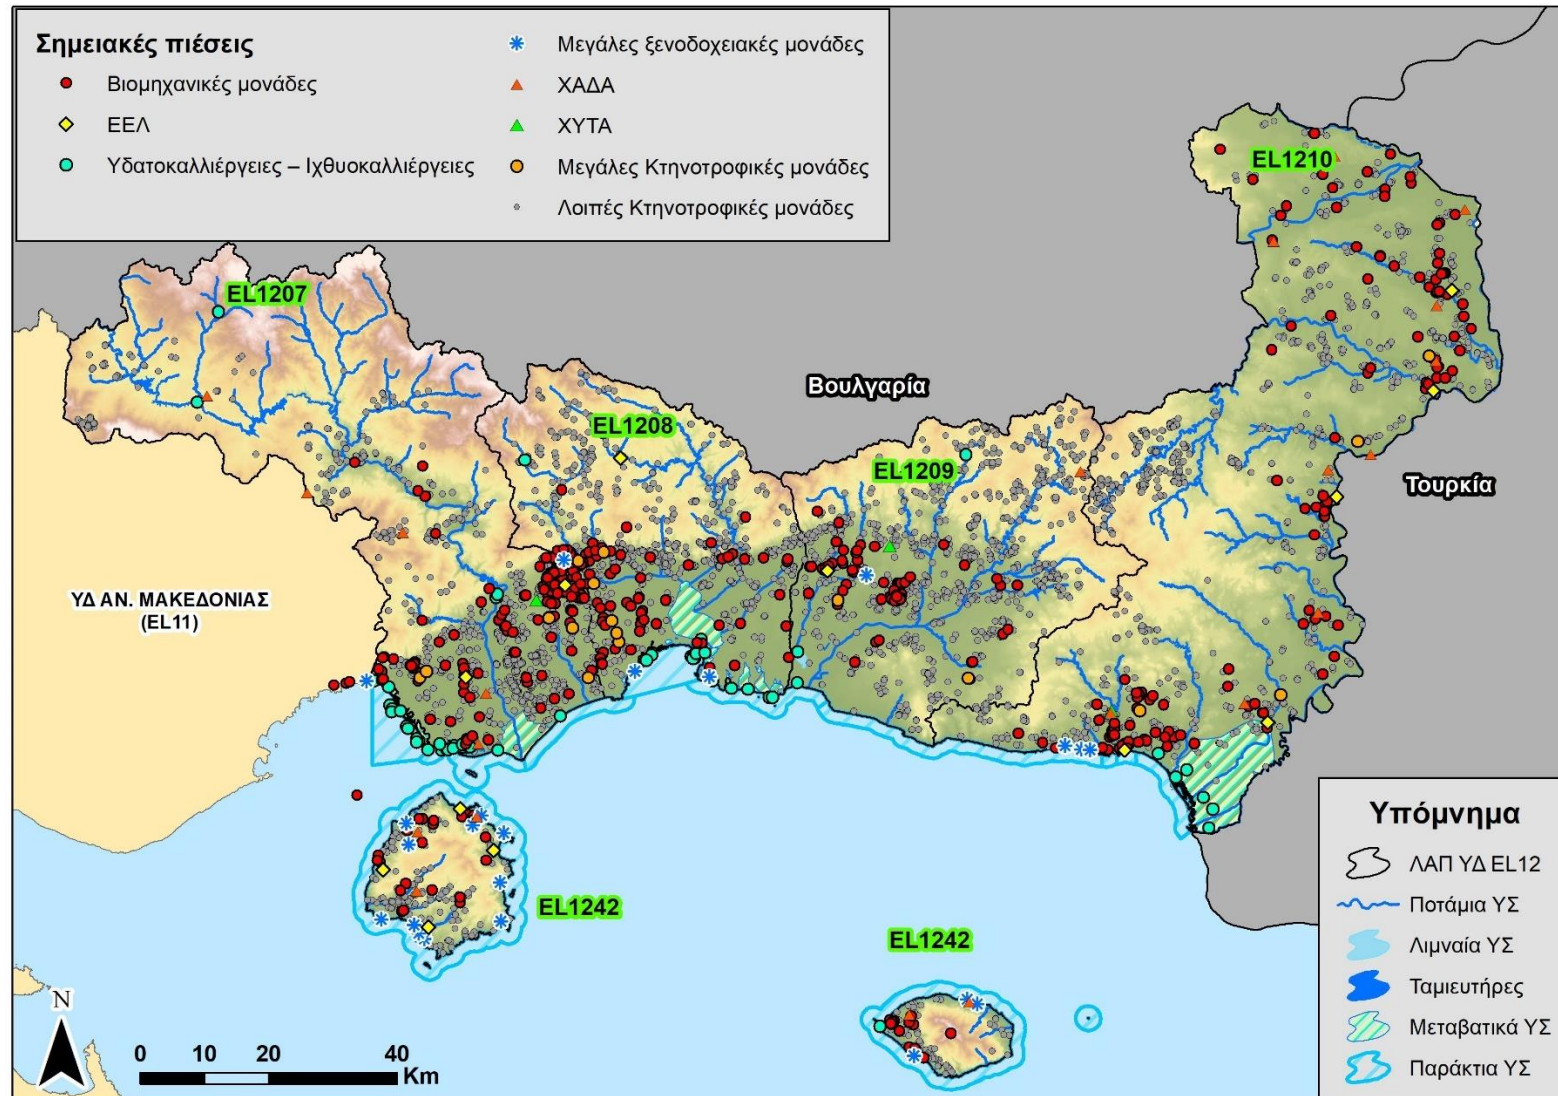 Σημειακές πιέσεις
Βιομηχανικές μονάδες
ΕΕΛ
Υδατοκαλλιέργειες – Ιχθυοκαλλιέργειες
Μεγάλες ξενοδοχειακές μονάδες
ΧΑΔΑ
ΧΥΤΑ
Μεγάλες Κτηνοτροφικές μονάδες
Λοιπές Κτηνοτροφικές μονάδες
EL1210
EL1207
Βουλγαρία
EL1208
EL1209
Τουρκία
ΥΔ ΑΝ. ΜΑΚΕΔΟΝΙΑΣ
(EL11)
EL1242
EL1242
N
0 10 20 40
Km
Υπόμνημα
ΛΑΠ ΥΔ EL12
Ποτάμια ΥΣ
Λιμναία ΥΣ
Ταμιευτήρες
Μεταβατικά ΥΣ
Παράκτια ΥΣ